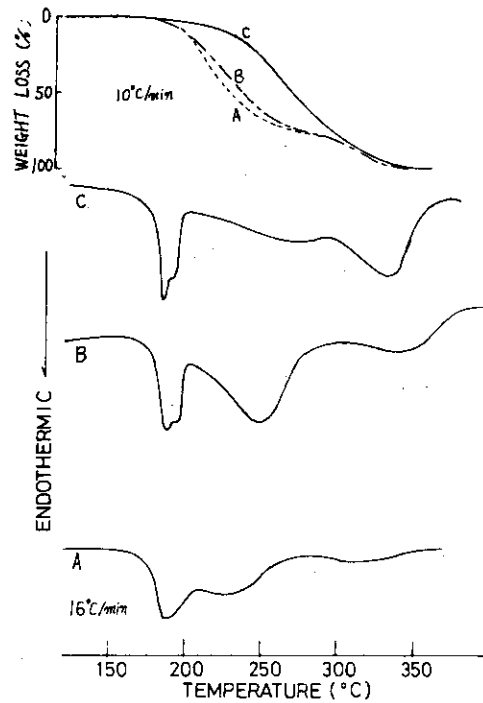 0
50
100
WEIGHT LOSS (%)
10°C/min
C
B
A
C
B
A
ENDOTHERMIC
16°C/min
150 200 250 300 350
TEMPERATURE (°C)